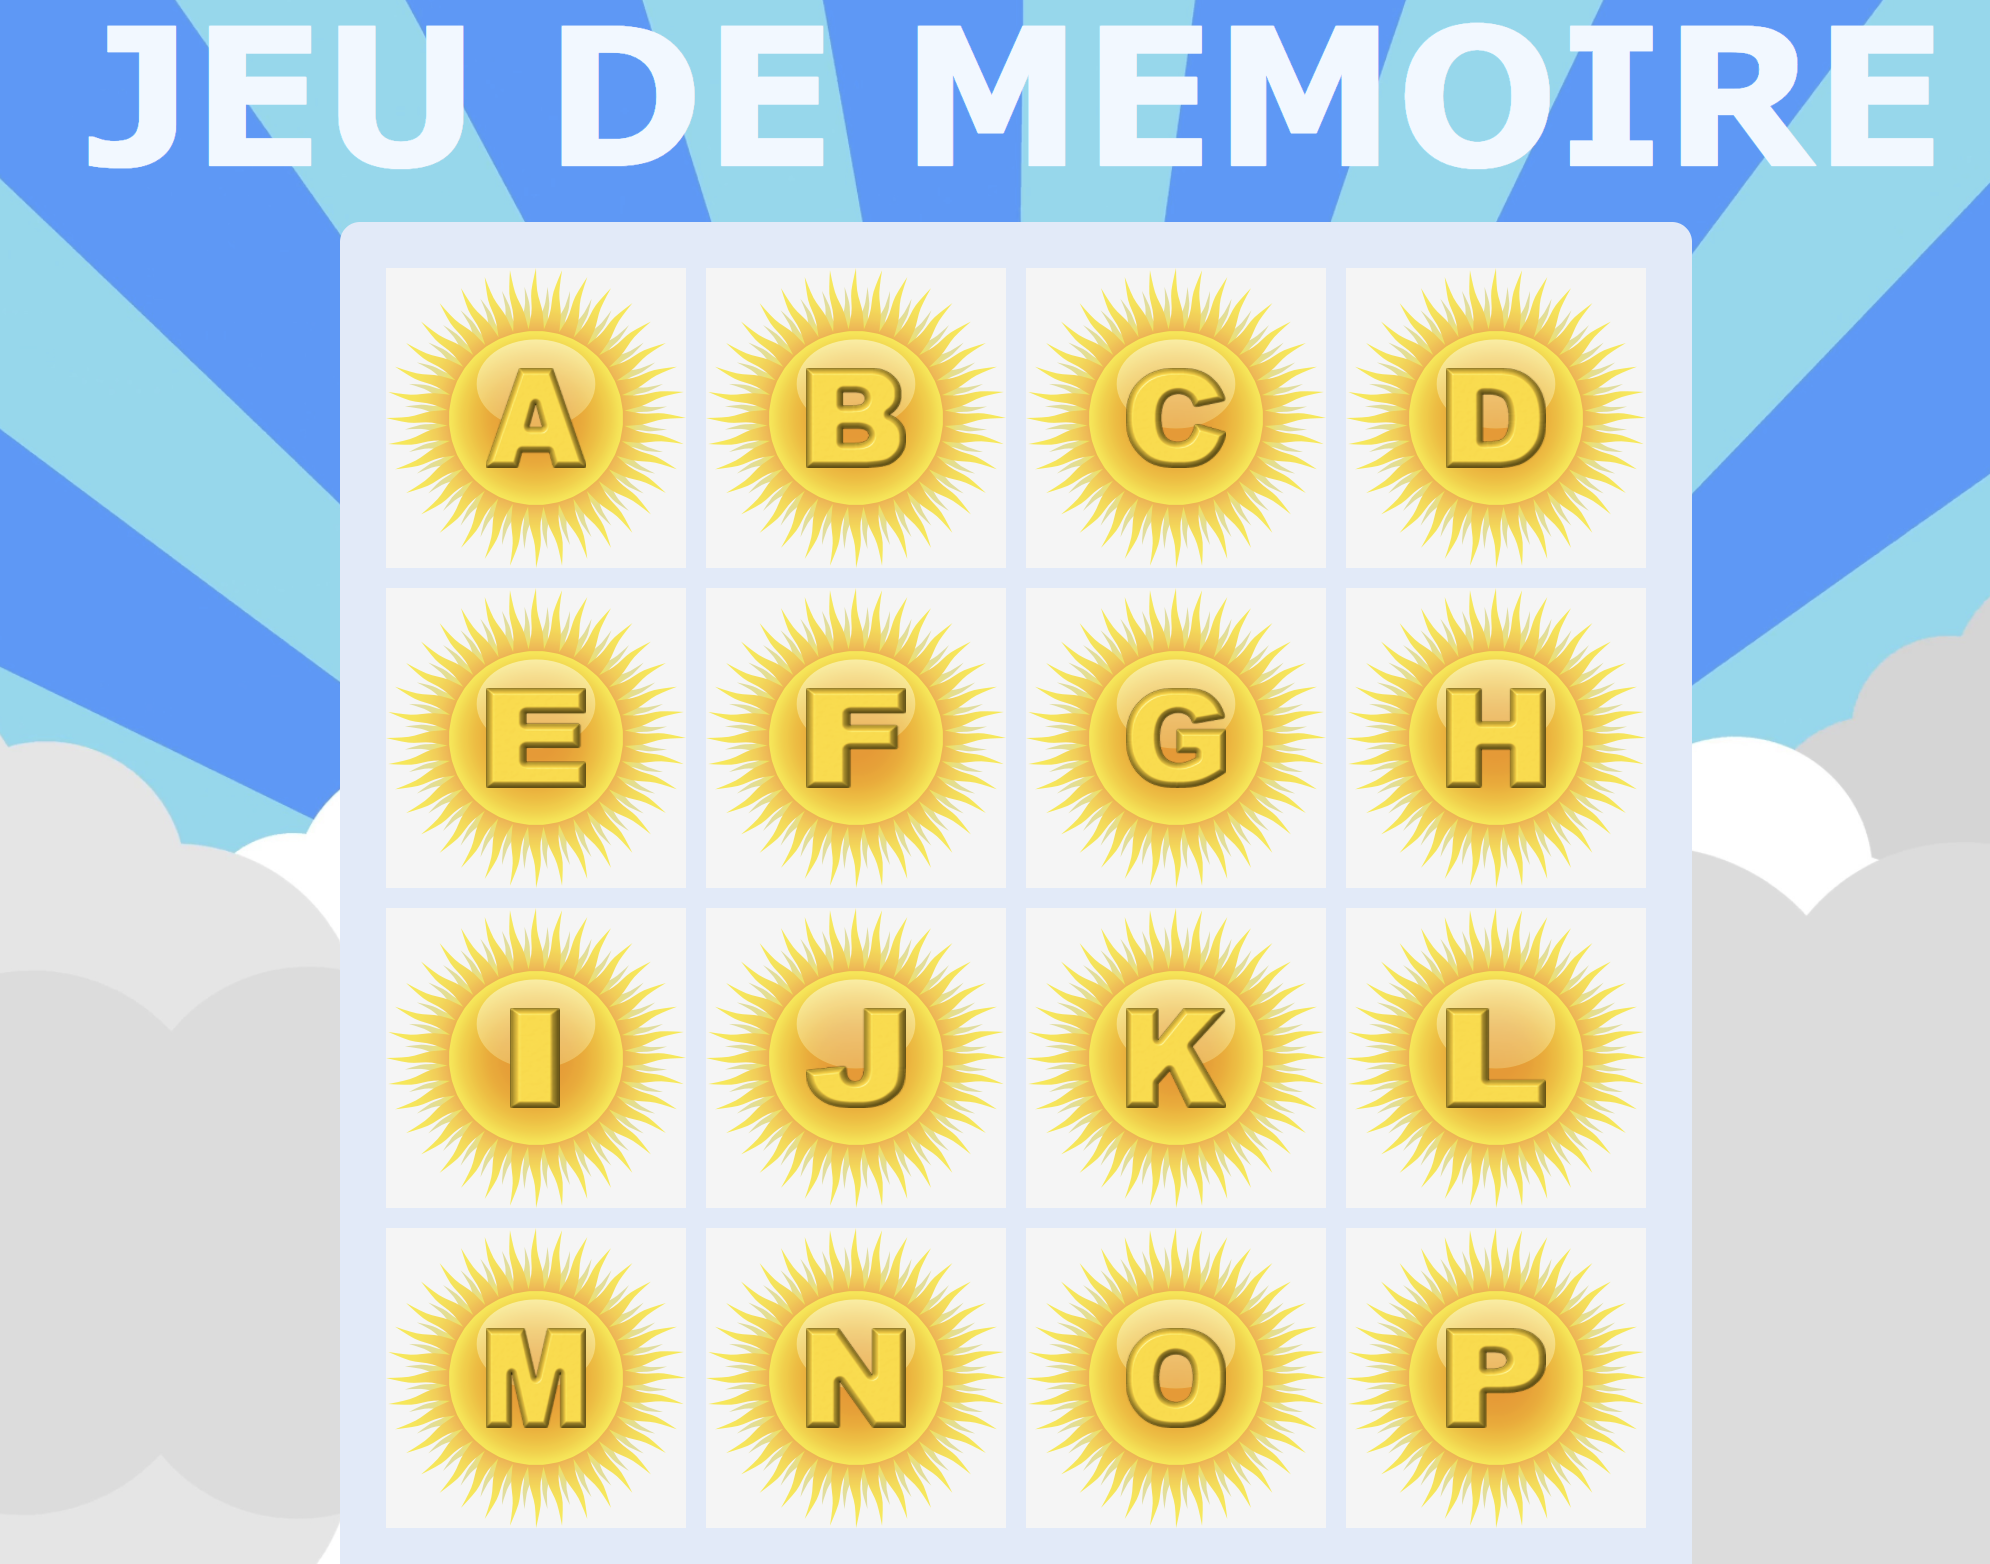 JEU DE MEMOIRE
A B C D
E F G H
I J K L
M N O P